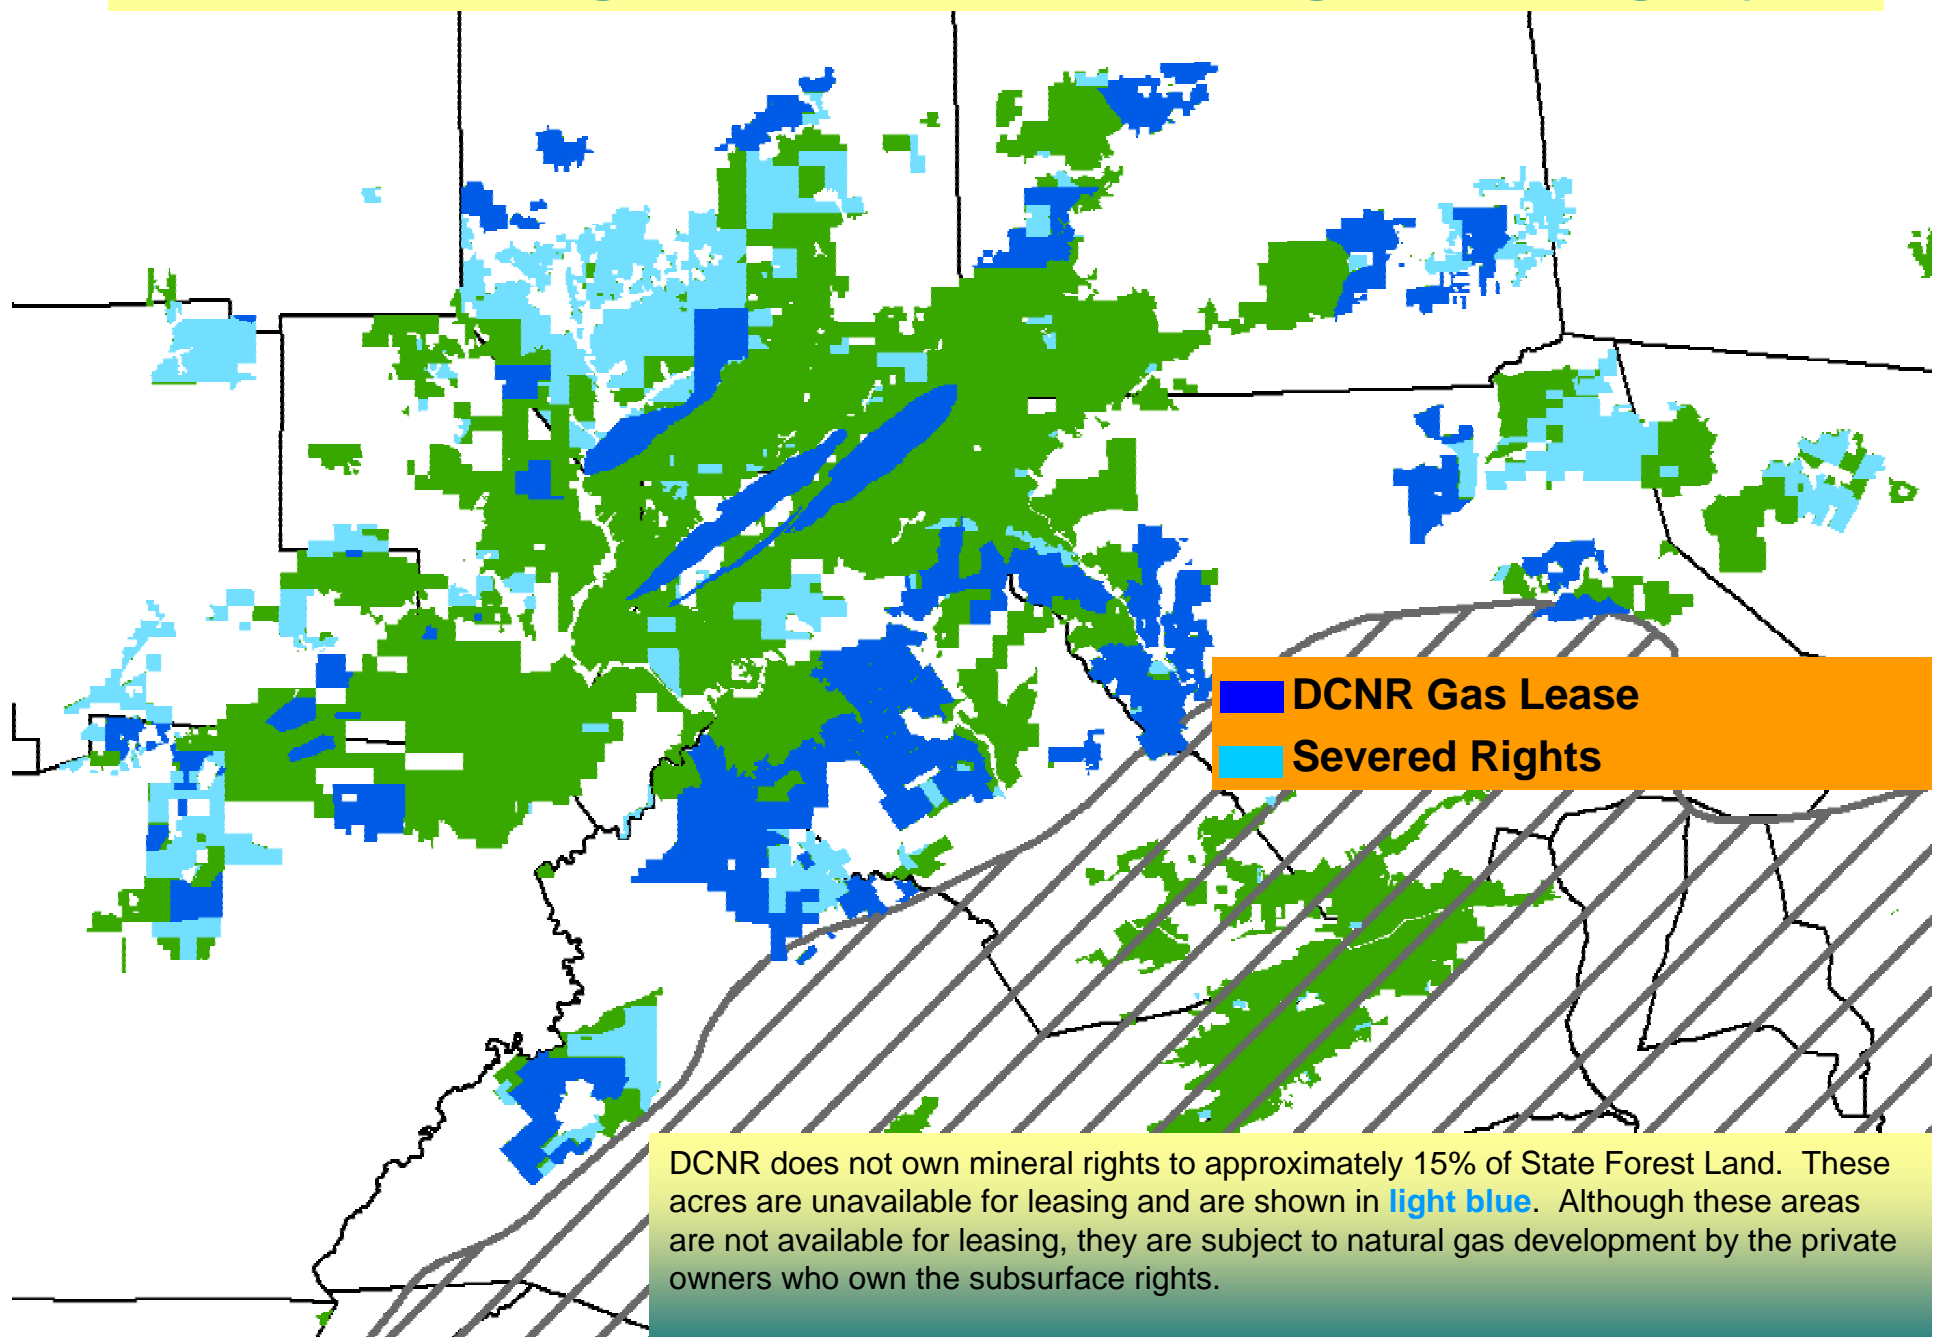 DCNR Gas Lease
Severed Rights
DCNR does not own mineral rights to approximately 15% of State Forest Land. These
acres are unavailable for leasing and are shown in light blue. Although these areas
are not available for leasing, they are subject to natural gas development by the private
owners who own the subsurface rights.